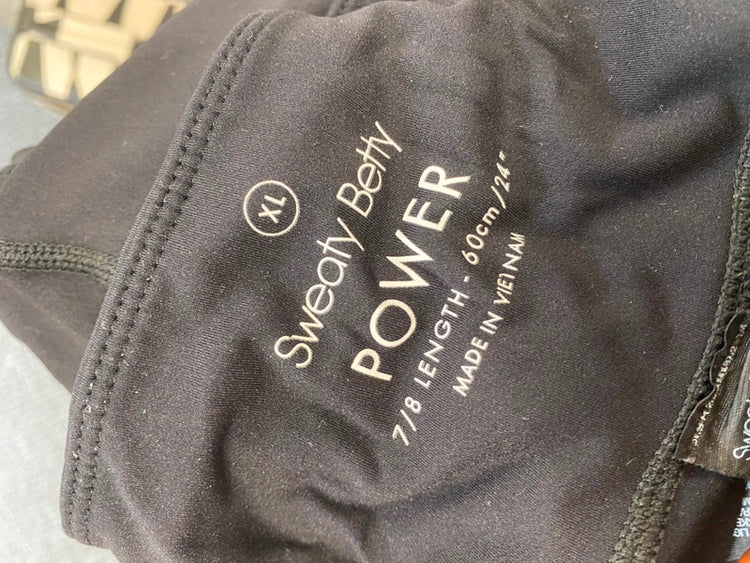 XL
Sweaty Betty
POWER
7/8 LENGTH - 60cm/24"
MADE IN VIETNAM